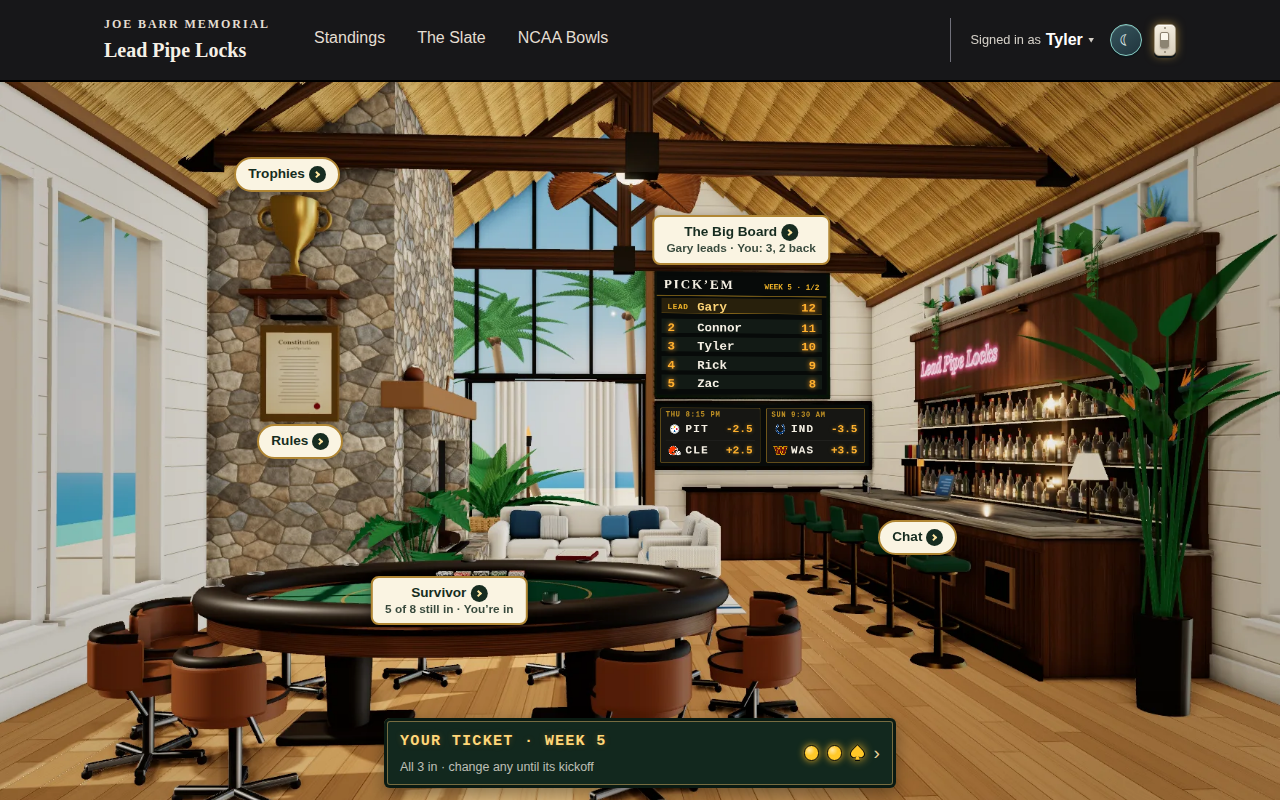 JOE BARR MEMORIAL
Lead Pipe Locks
Standings
The Slate
NCAA Bowls
Signed in as Tyler
Trophies
The Big Board
Gary leads · You: 3, 2 back
PICK'EM
WEEK 5 · 1/2
LEAD Gary 12
2 Connor 11
3 Tyler 10
4 Rick 9
5 Zac 8
THU 8:15 PM
PIT -2.5
CLE +2.5
SUN 9:30 AM
IND -3.5
WAS +3.5
Constitution
Rules
Lead Pipe Locks
Chat
Survivor
5 of 8 still in · You're in
YOUR TICKET · WEEK 5
All 3 in · change any until its kickoff